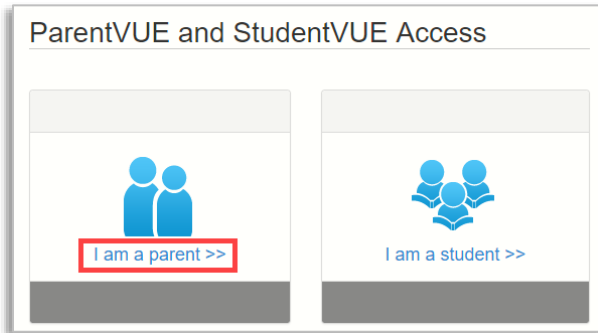 ParentVUE and StudentVUE Access
I am a parent >>
I am a student >>